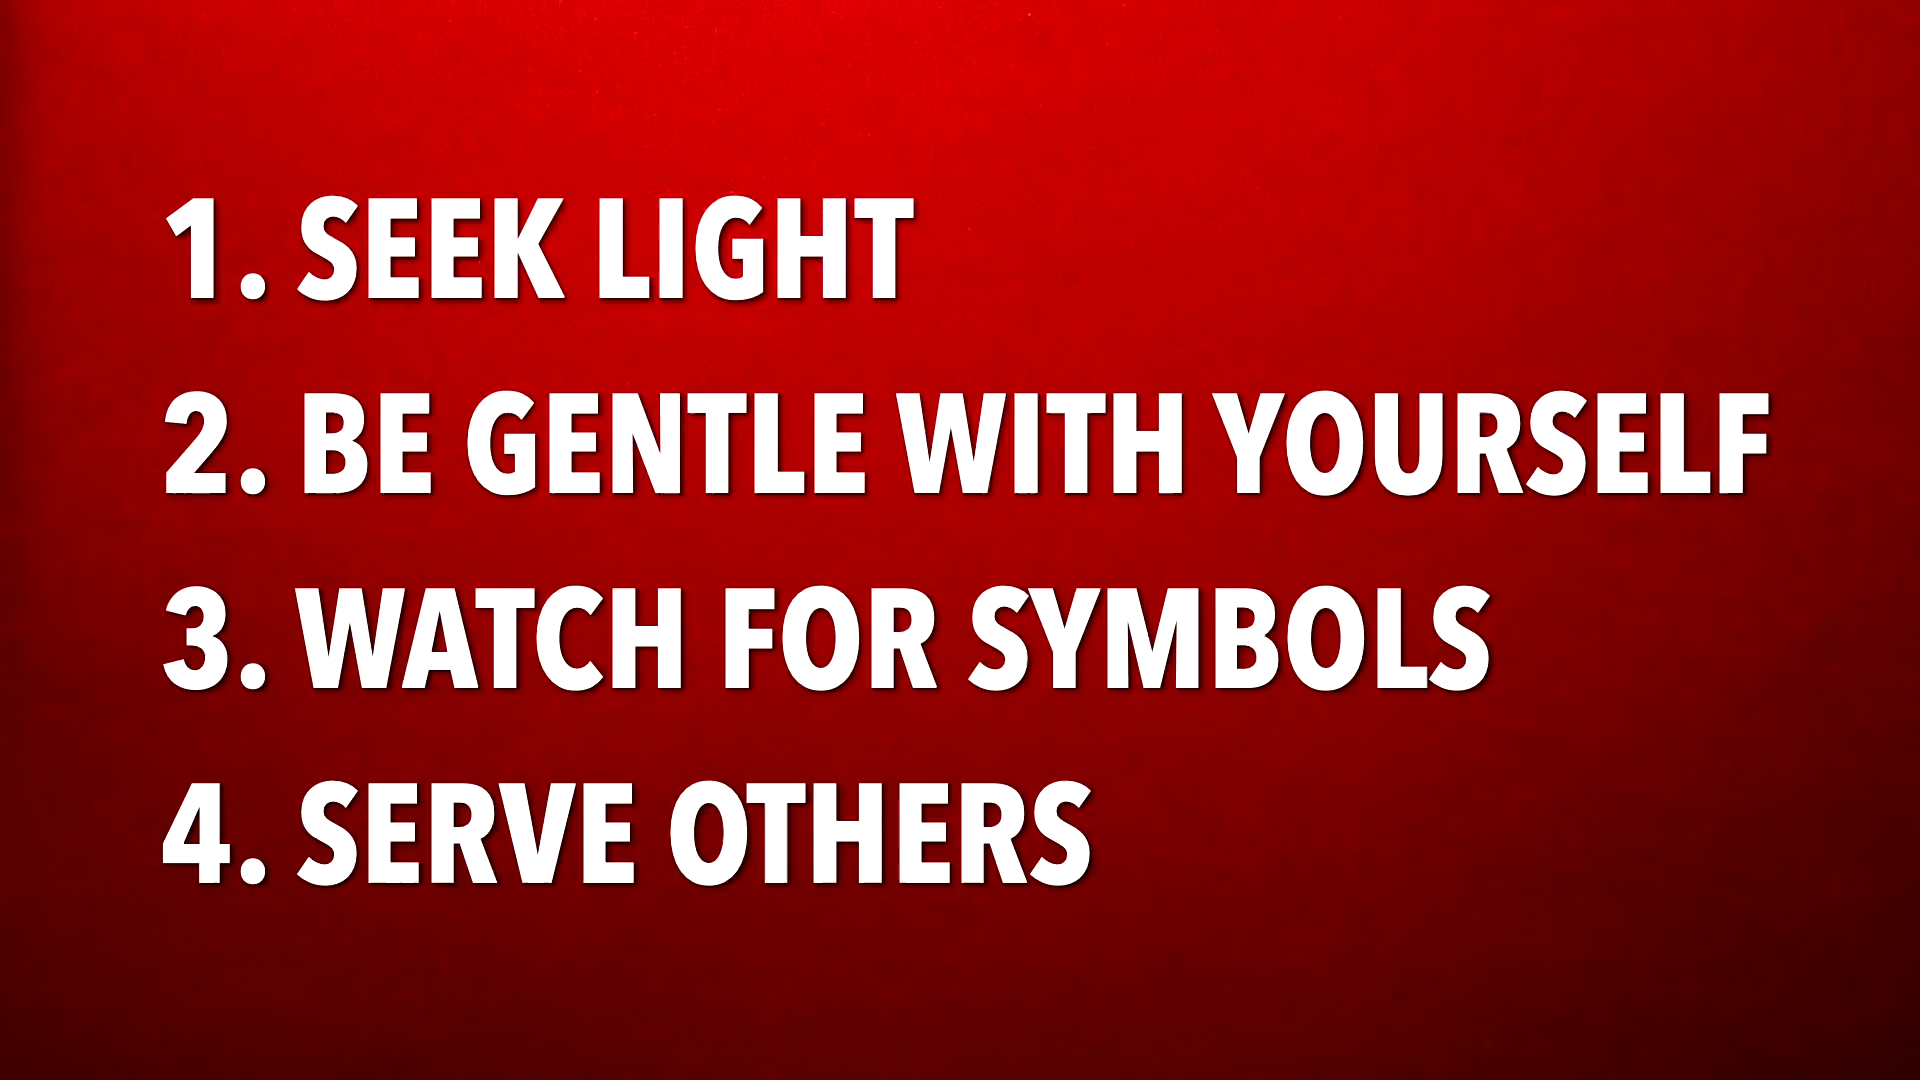 1. SEEK LIGHT
2. BE GENTLE WITH YOURSELF
3. WATCH FOR SYMBOLS
4. SERVE OTHERS